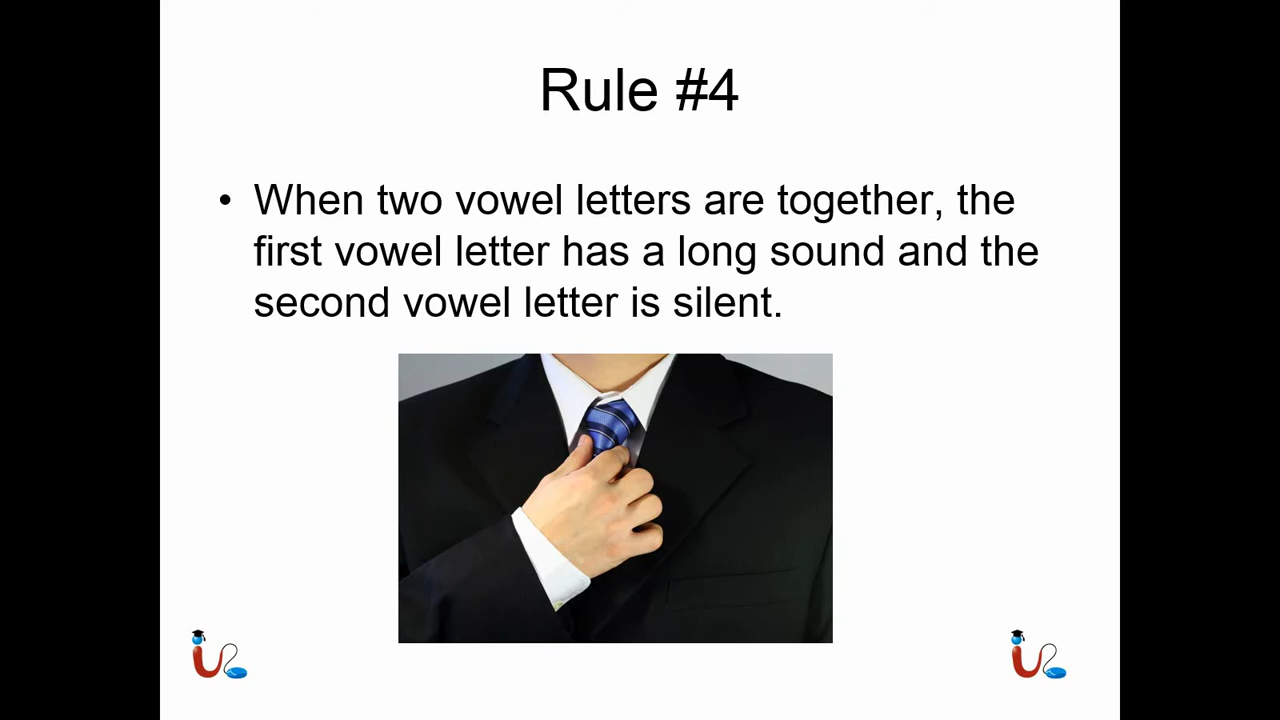 Rule #4
• When two vowel letters are together, the
first vowel letter has a long sound and the
second vowel letter is silent.